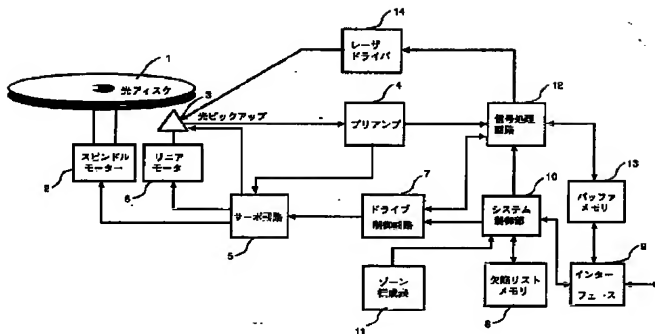 14
レーザ
ドライバ
1
光ディスク
3
光ピックアップ
4
プリアンプ
12
信号処理
回路
スピンドル
モーター
2
リニア
モータ
6
サーボ回路
5
7
ドライブ
制御回路
10
システム
制御部
13
バッファ
メモリ
9
インター
フェース
ゾーン
構成表
11
欠陥リスト
メモリ
8